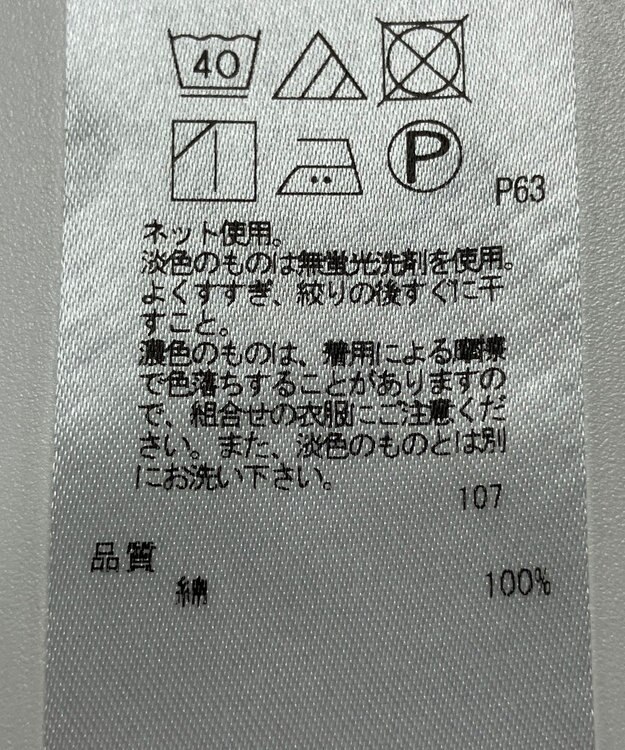 40
P
P63
ネット使用。
淡色のものは無蛍光洗剤を使用。
よくすすぎ、絞りの後すぐに干
すこと。
濃色のものは、着用による摩擦
で色落ちすることがありますの
で、組合せの衣服にご注意くだ
さい。また、淡色のものとは別
にお洗い下さい。
107
品質
綿 100%